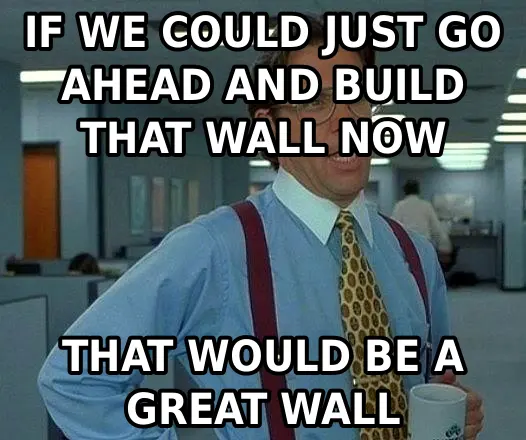 IF WE COULD JUST GO
AHEAD AND BUILD
THAT WALL NOW
THAT WOULD BE A
GREAT WALL